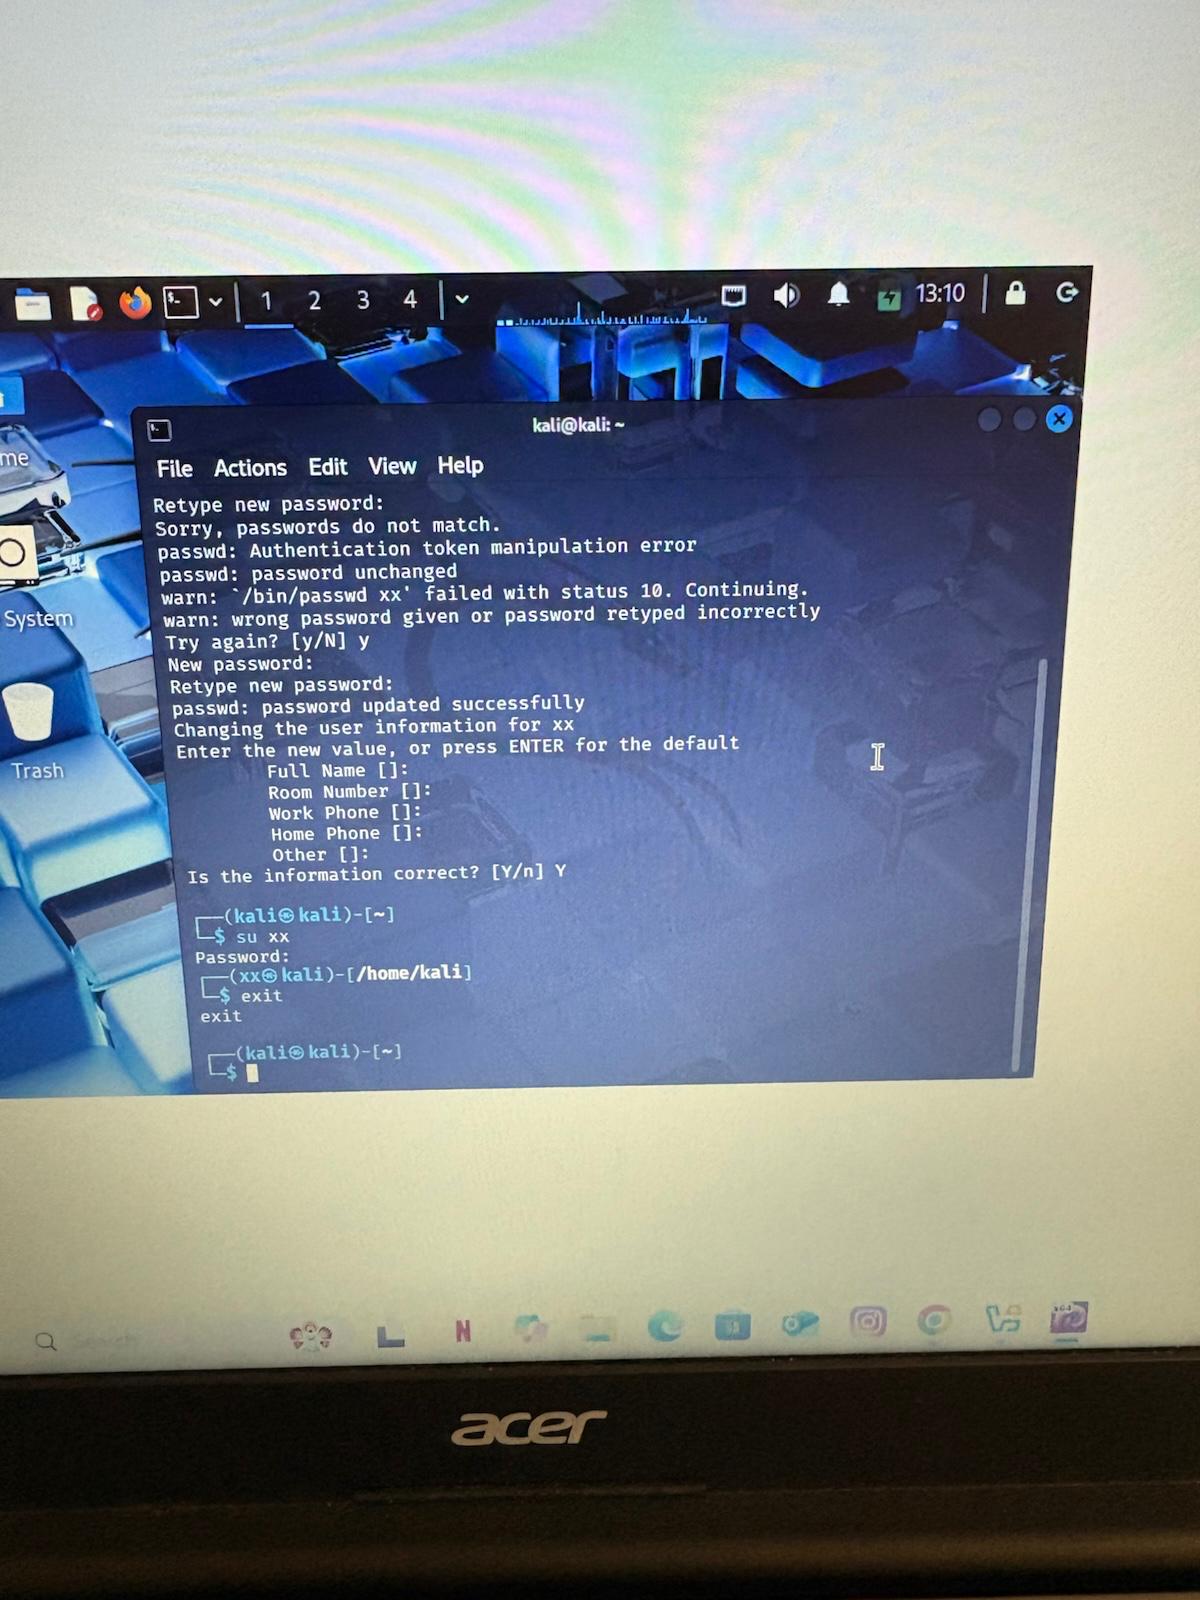 1 2 3 4 13:10
kali@kali: ~
File Actions Edit View Help
Retype new password:
Sorry, passwords do not match.
passwd: Authentication token manipulation error
passwd: password unchanged
warn: `/bin/passwd xx' failed with status 10. Continuing.
warn: wrong password given or password retyped incorrectly
Try again? [y/N] y
New password:
Retype new password:
passwd: password updated successfully
Changing the user information for xx
Enter the new value, or press ENTER for the default
Full Name []:
Room Number []:
Work Phone []:
Home Phone []:
Other []:
Is the information correct? [Y/n] Y
(kali㉿kali)-[~]
$ su xx
Password:
(xx㉿kali)-[/home/kali]
$ exit
exit
(kali㉿kali)-[~]
$
me
System
Trash
Search
acer